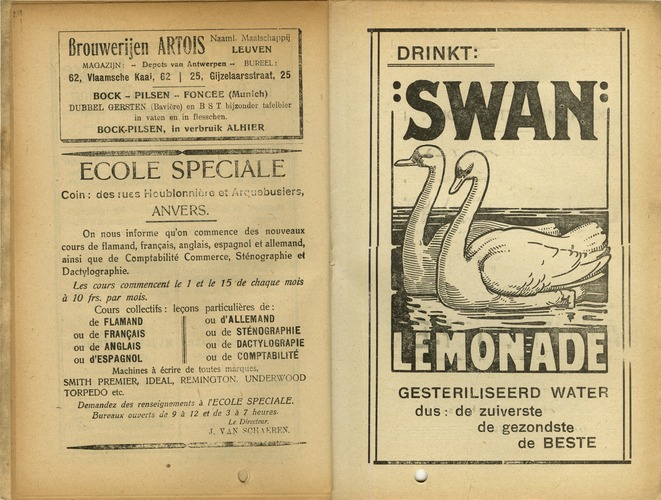 Brouwerijen ARTOIS Naaml. Maatschappij
LEUVEN
MAGAZIJN: – Depots van Antwerpen – BUREEL:
62, Vlaamsche Kaai, 62 | 25, Gijzelaarsstraat, 25
BOCK – PILSEN – FONCEE (Munich)
DUBBEL GERSTEN (Bavière) en B S T bijzonder tafelbier
in vaten en in flesschen.
BOCK-PILSEN, in verbruik ALHIER
ECOLE SPECIALE
Coin: des rues Houblonnière et Arquebusiers,
ANVERS.
On nous informe qu'on commence des nouveaux
cours de flamand, français, anglais, espagnol et allemand,
ainsi que de Comptabilité Commerce, Sténographie et
Dactylographie.
Les cours commencent le 1 et le 15 de chaque mois
à 10 frs. par mois.
Cours collectifs: leçons particulières de:
de FLAMAND ou d'ALLEMAND
ou de FRANÇAIS ou de STÉNOGRAPHIE
ou de ANGLAIS ou de DACTYLOGRAPIE
ou d'ESPAGNOL ou de COMPTABILITÉ
Machines à écrire de toutes marques,
SMITH PREMIER, IDEAL, REMINGTON, UNDERWOOD
TORPEDO etc.
Demandez des renseignements à l'ECOLE SPECIALE.
Bureaux ouverts de 9 à 12 et de 3 à 7 heures.
Le Directeur,
J. VAN SCHAEREN.
DRINKT:
:SWAN:
LEMONADE
GESTERILISEERD WATER
dus: de zuiverste
de gezondste
de BESTE